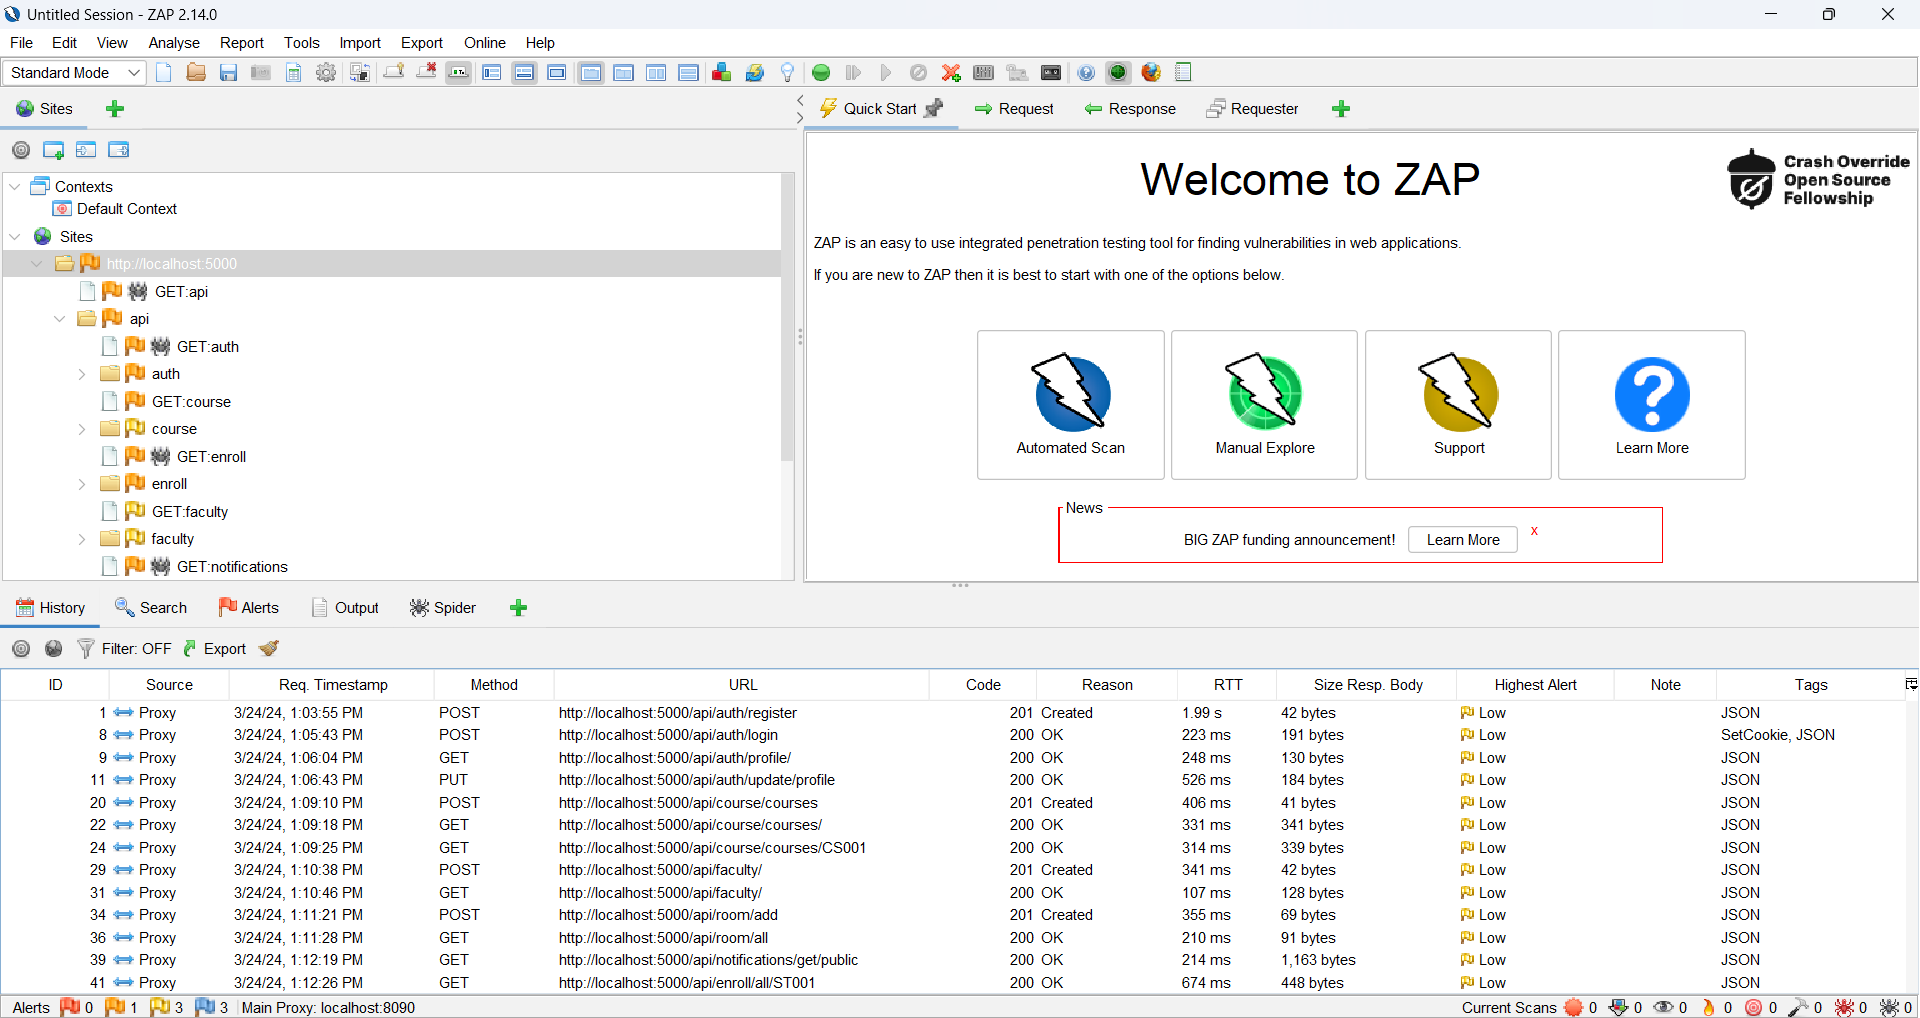 Untitled Session - ZAP 2.14.0
File Edit View Analyse Report Tools Import Export Online Help
Standard Mode
Sites
Quick Start Request Response Requester
Contexts
Default Context
Sites
http://localhost:5000
GET:api
api
GET:auth
auth
GET:course
course
GET:enroll
enroll
GET:faculty
faculty
GET:notifications
Welcome to ZAP
Crash Override
Open Source
Fellowship
ZAP is an easy to use integrated penetration testing tool for finding vulnerabilities in web applications.
If you are new to ZAP then it is best to start with one of the options below.
Automated Scan Manual Explore Support Learn More
News
BIG ZAP funding announcement! Learn More X
History Search Alerts Output Spider
Filter: OFF Export
ID Source Req. Timestamp Method URL Code Reason RTT Size Resp. Body Highest Alert Note Tags
1 Proxy 3/24/24, 1:03:55 PM POST http://localhost:5000/api/auth/register 201 Created 1.99 s 42 bytes Low JSON
8 Proxy 3/24/24, 1:05:43 PM POST http://localhost:5000/api/auth/login 200 OK 223 ms 191 bytes Low SetCookie, JSON
9 Proxy 3/24/24, 1:06:04 PM GET http://localhost:5000/api/auth/profile/ 200 OK 248 ms 130 bytes Low JSON
11 Proxy 3/24/24, 1:06:43 PM PUT http://localhost:5000/api/auth/update/profile 200 OK 526 ms 184 bytes Low JSON
20 Proxy 3/24/24, 1:09:10 PM POST http://localhost:5000/api/course/courses 201 Created 406 ms 41 bytes Low JSON
22 Proxy 3/24/24, 1:09:18 PM GET http://localhost:5000/api/course/courses/ 200 OK 331 ms 341 bytes Low JSON
24 Proxy 3/24/24, 1:09:25 PM GET http://localhost:5000/api/course/courses/CS001 200 OK 314 ms 339 bytes Low JSON
29 Proxy 3/24/24, 1:10:38 PM POST http://localhost:5000/api/faculty/ 201 Created 341 ms 42 bytes Low JSON
31 Proxy 3/24/24, 1:10:46 PM GET http://localhost:5000/api/faculty/ 200 OK 107 ms 128 bytes Low JSON
34 Proxy 3/24/24, 1:11:21 PM POST http://localhost:5000/api/room/add 201 Created 355 ms 69 bytes Low JSON
36 Proxy 3/24/24, 1:11:28 PM GET http://localhost:5000/api/room/all 200 OK 210 ms 91 bytes Low JSON
39 Proxy 3/24/24, 1:12:19 PM GET http://localhost:5000/api/notifications/get/public 200 OK 214 ms 1,163 bytes Low JSON
41 Proxy 3/24/24, 1:12:26 PM GET http://localhost:5000/api/enroll/all/ST001 200 OK 674 ms 448 bytes Low JSON
Alerts 0 1 3 3 Main Proxy: localhost:8090 Current Scans 0 0 0 0 0 0 0 0